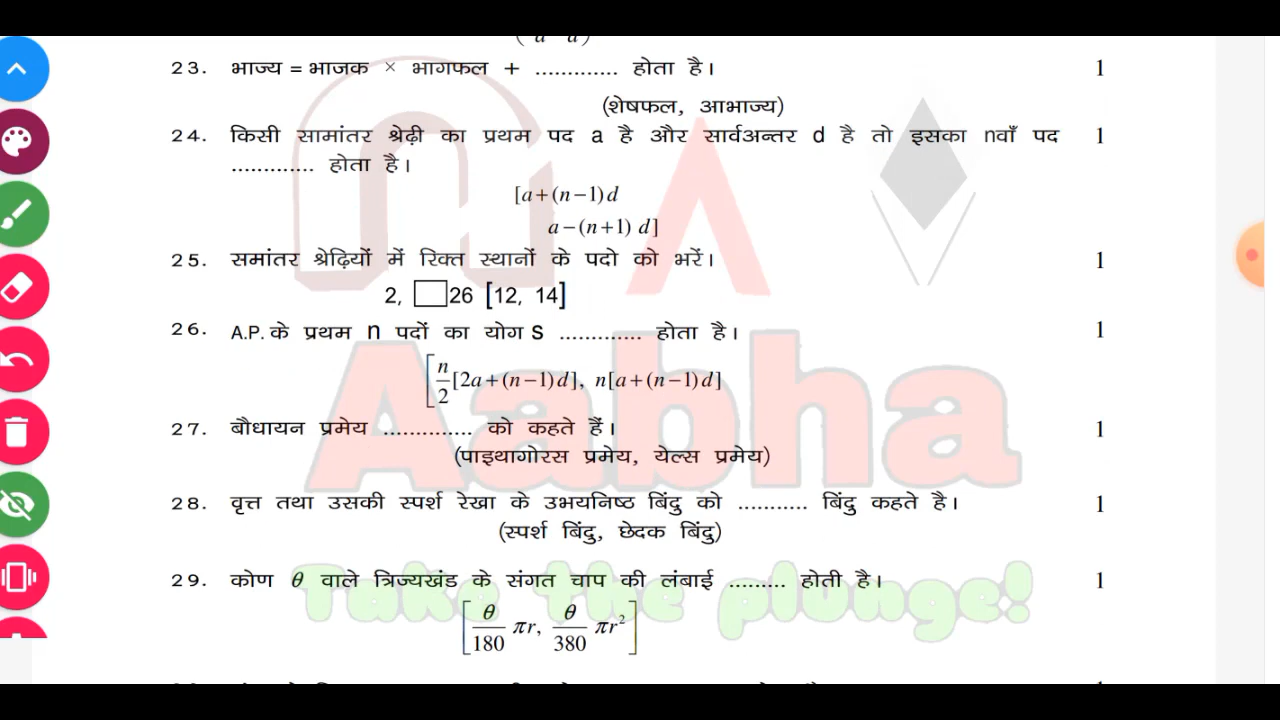 23. भाज्य = भाजक × भागफल + ............. होता है। 1
(शेषफल, आभाज्य)
24. किसी सामांतर श्रेढ़ी का प्रथम पद a है और सार्वअन्तर d है तो इसका nवाँ पद 1
............. होता है।
[a+(n−1)d
a−(n+1) d]
25. समांतर श्रेढ़ियों में रिक्त स्थानों के पदो को भरें। 1
2, 26 [12, 14]
26. A.P. के प्रथम n पदों का योग s ............. होता है। 1
[n/2[2a+(n−1)d], n[a+(n−1)d]
27. बौधायन प्रमेय .............. को कहते हैं। 1
(पाइथागोरस प्रमेय, येल्स प्रमेय)
28. वृत्त तथा उसकी स्पर्श रेखा के उभयनिष्ठ बिंदु को ........... बिंदु कहते है। 1
(स्पर्श बिंदु, छेदक बिंदु)
29. कोण θ वाले त्रिज्यखंड के संगत चाप की लंबाई ......... होती है। 1
[θ/180 πr, θ/380 πr²]
Aabha
Take the plunge!